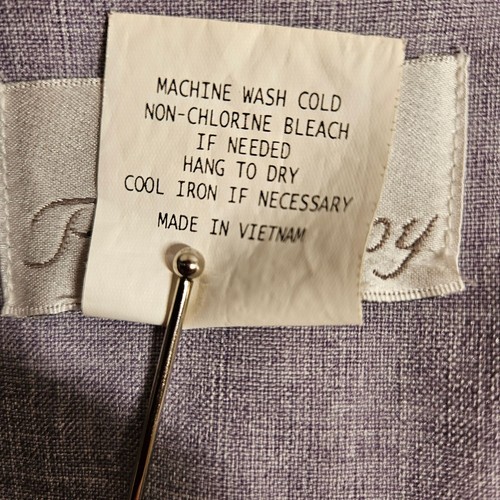 MACHINE WASH COLD
NON-CHLORINE BLEACH
IF NEEDED
HANG TO DRY
COOL IRON IF NECESSARY
MADE IN VIETNAM